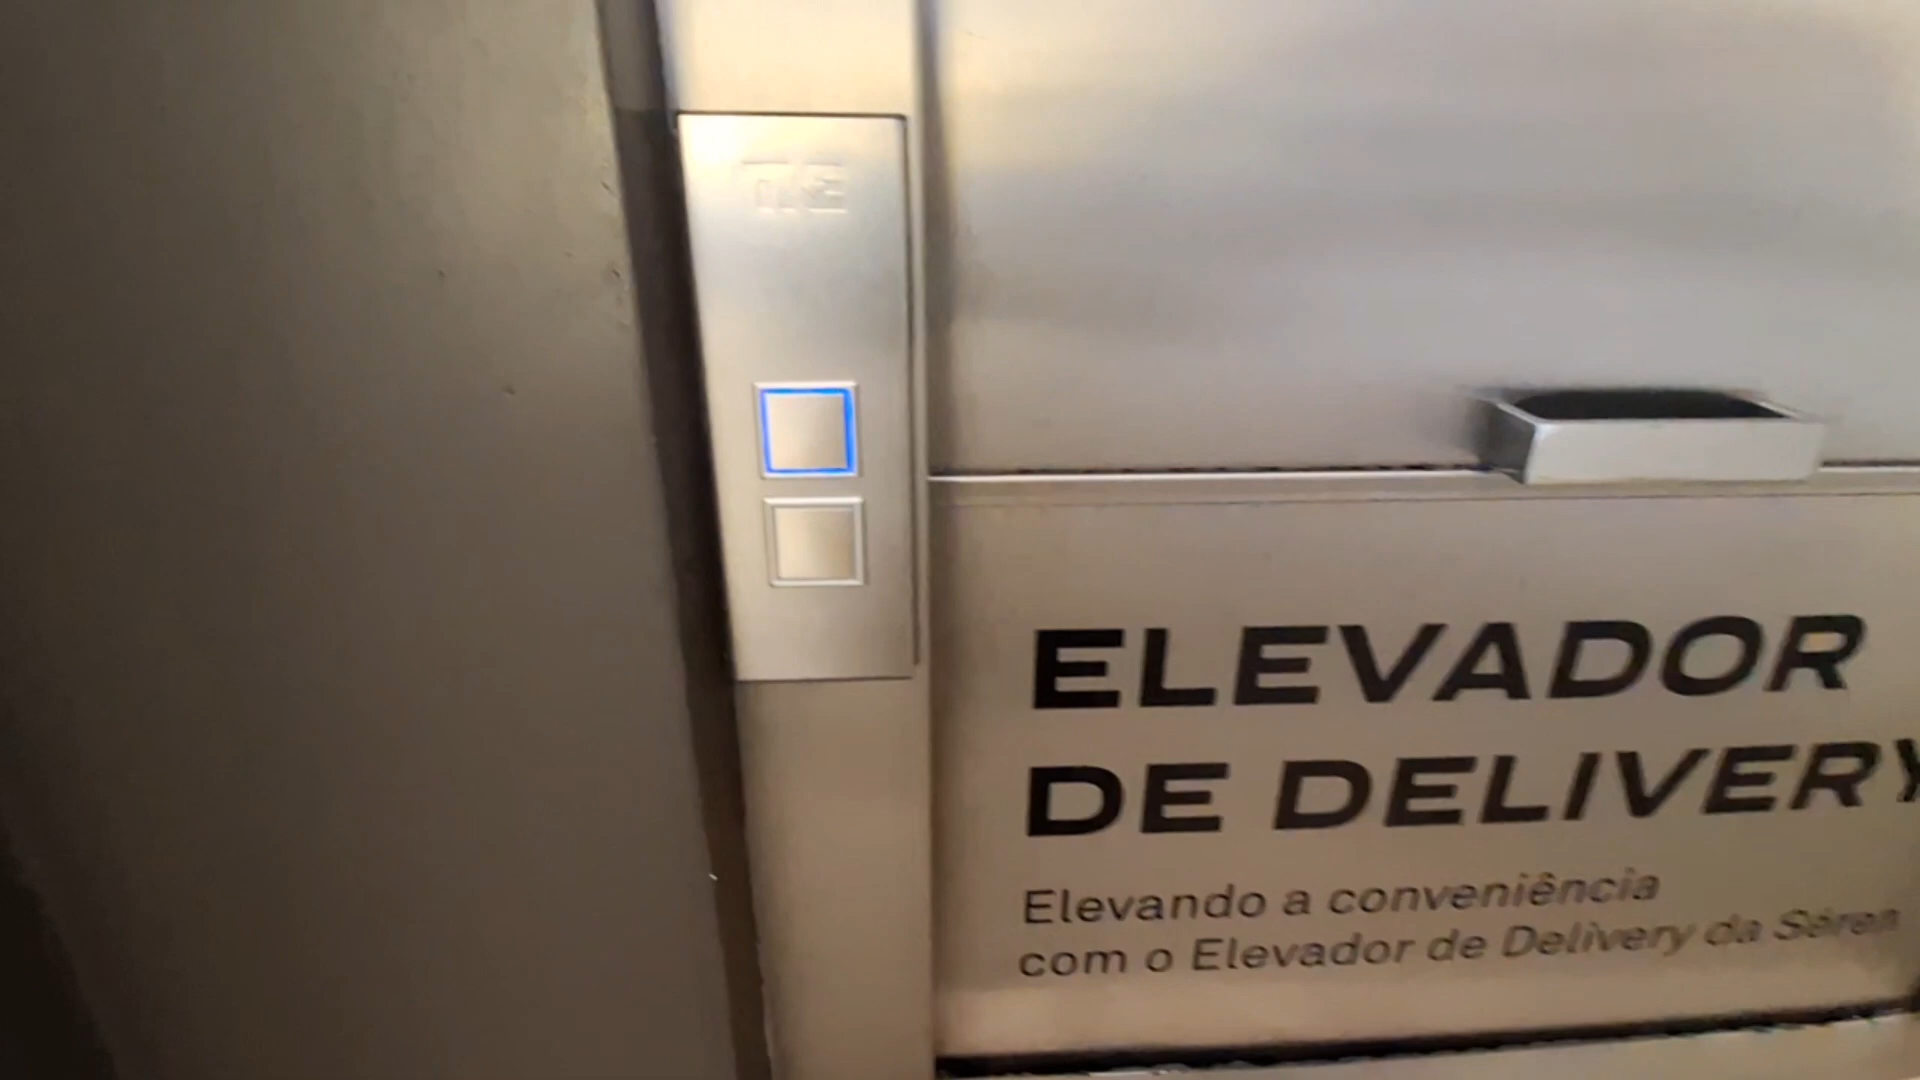 ELEVADOR
DE DELIVERY
Elevando a conveniência
com o Elevador de Delivery da